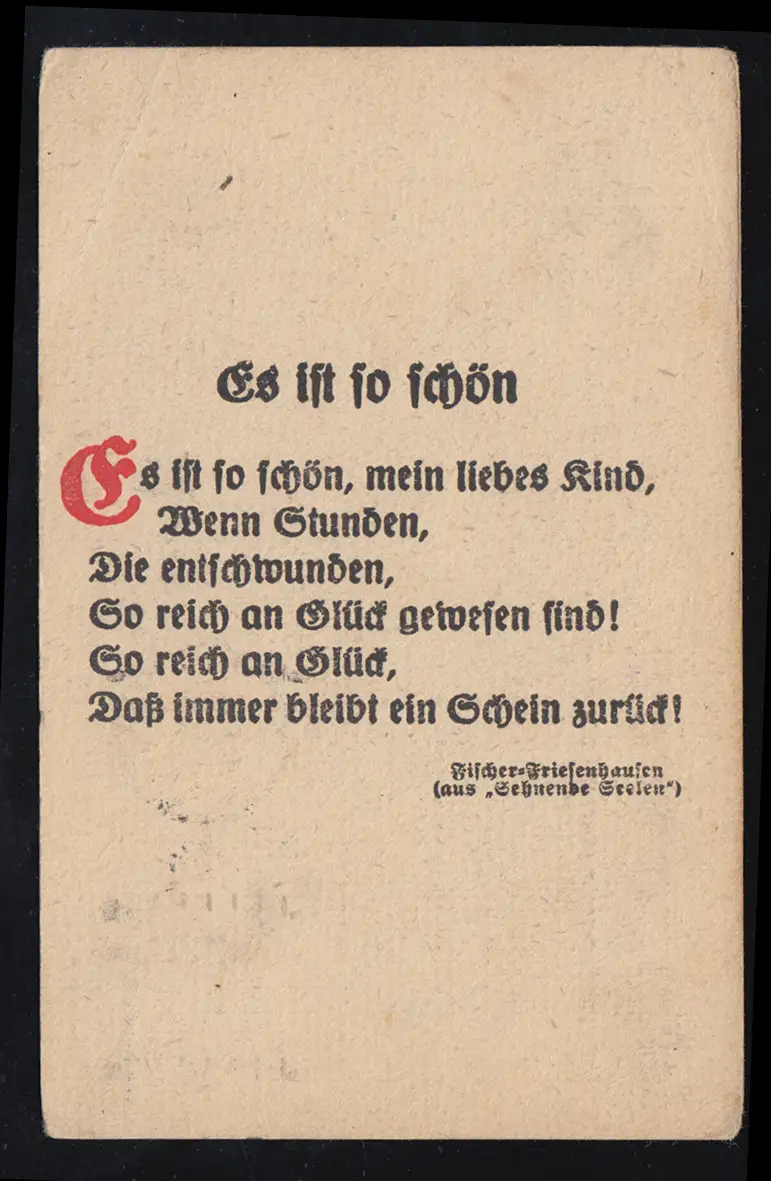 Es ist so schön
Es ist so schön, mein liebes Kind,
Wenn Stunden,
Die entschwunden,
So reich an Glück gewesen sind!
So reich an Glück,
Daß immer bleibt ein Schein zurück!
Fischer-Friesenhausen
(aus „Sehnende Seelen“)